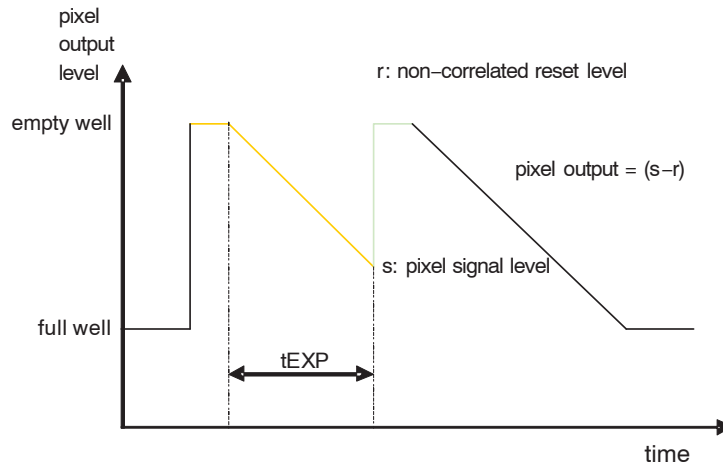 pixel
output
level
r: non−correlated reset level
empty well
pixel output = (s−r)
s: pixel signal level
full well
tEXP
time